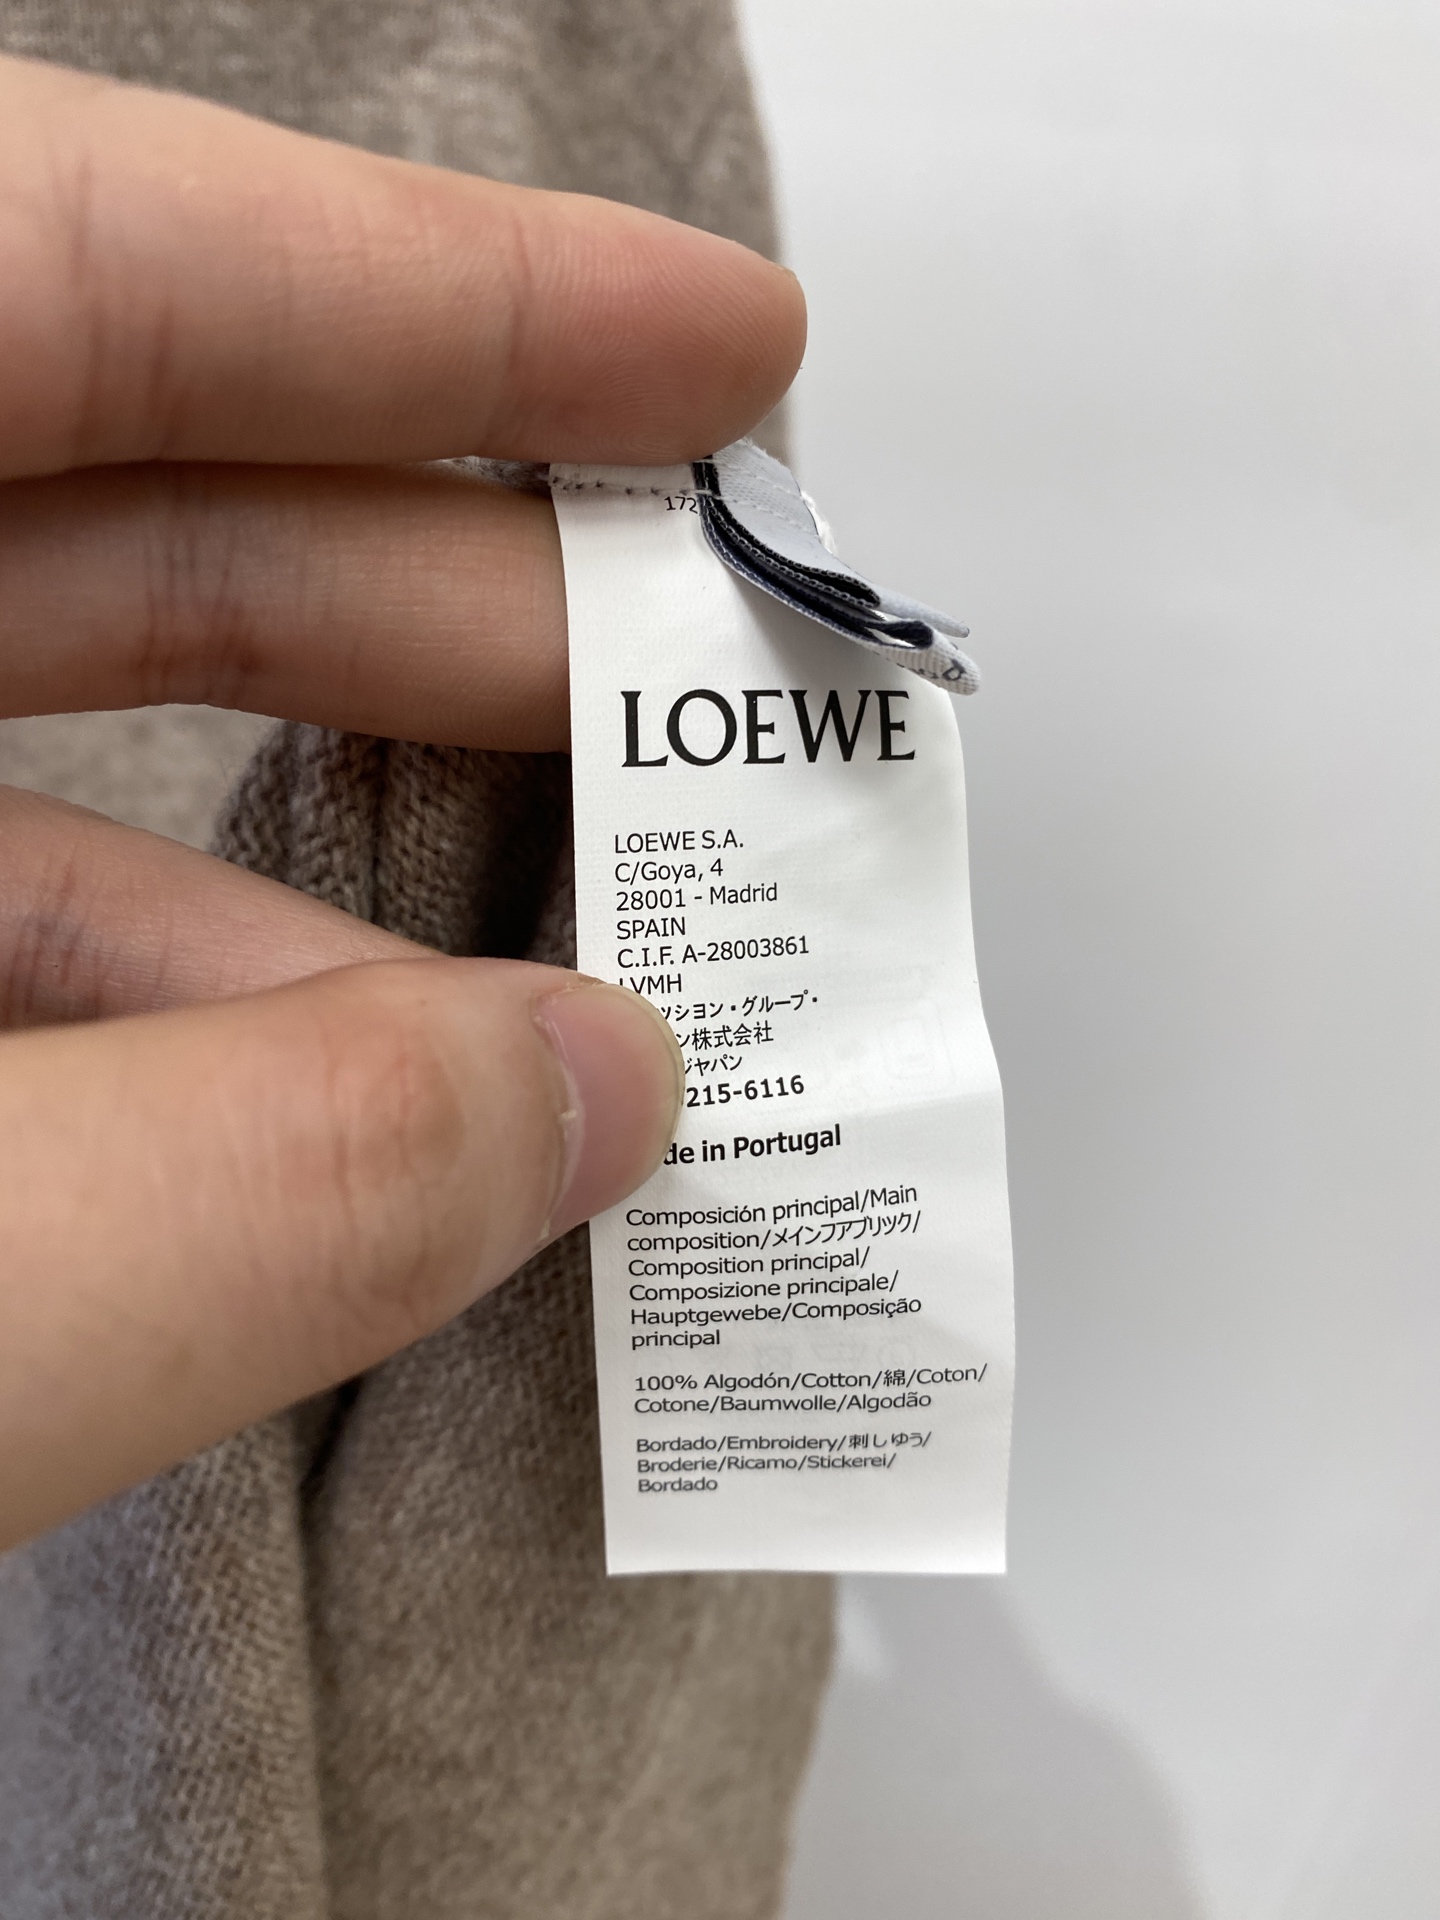 172
LOEWE
LOEWE S.A.
C/Goya, 4
28001 - Madrid
SPAIN
C.I.F. A-28003861
LVMH
ッション・グループ・
ン株式会社
ジャパン
215-6116
de in Portugal
Composición principal/Main
composition/メインファブリック/
Composition principal/
Composizione principale/
Hauptgewebe/Composição
principal
100% Algodón/Cotton/綿/Coton/
Cotone/Baumwolle/Algodão
Bordado/Embroidery/刺しゆう/
Broderie/Ricamo/Stickerei/
Bordado